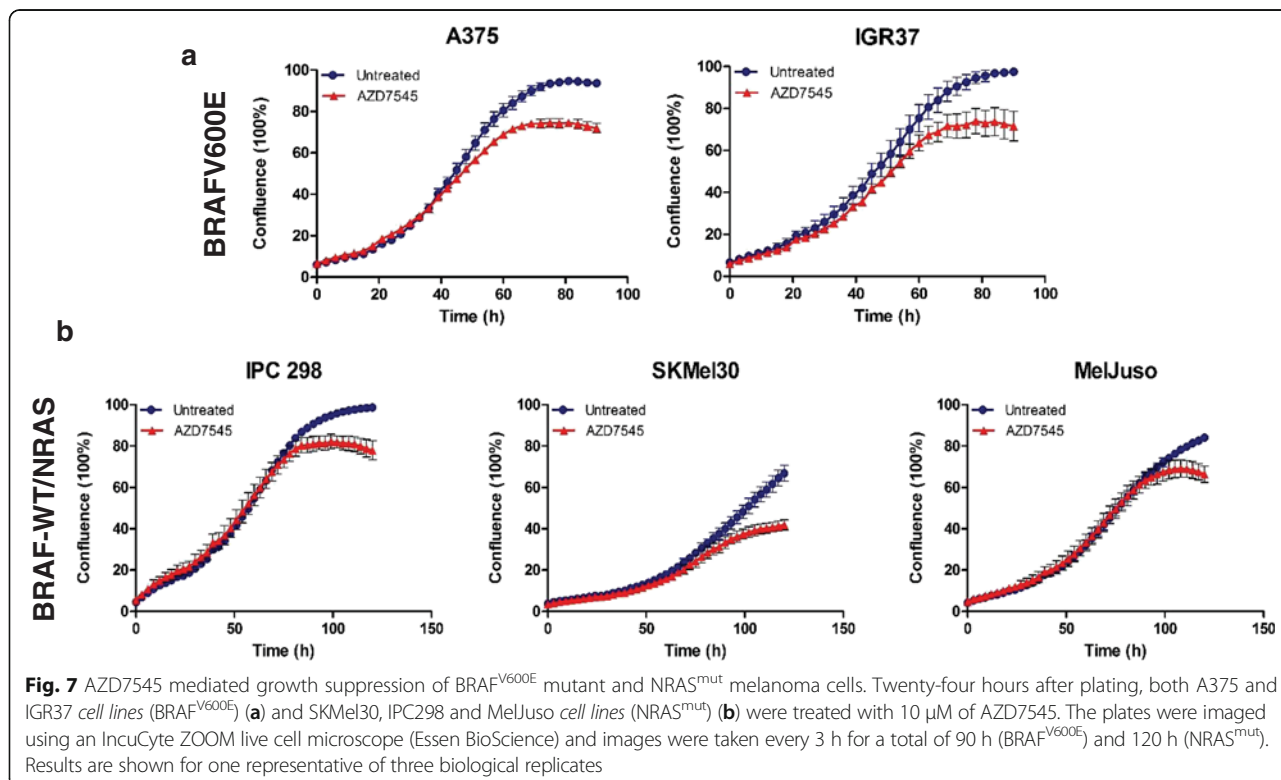 a
BRAFV600E
A375
Untreated
AZD7545
Confluence (100%)
100
80
60
40
20
0
0 20 40 60 80 100
Time (h)
IGR37
Untreated
AZD7545
Confluence (100%)
100
80
60
40
20
0
0 20 40 60 80 100
Time (h)
b
BRAF-WT/NRAS
IPC 298
Untreated
AZD7545
Confluence (100%)
100
80
60
40
20
0
0 50 100 150
Time (h)
SKMel30
Untreated
AZD7545
Confluence (100%)
100
80
60
40
20
0
0 50 100 150
Time (h)
MelJuso
Untreated
AZD7545
Confluence (100%)
100
80
60
40
20
0
0 50 100 150
Time (h)
Fig. 7 AZD7545 mediated growth suppression of BRAFV600E mutant and NRASmut melanoma cells. Twenty-four hours after plating, both A375 and
IGR37 cell lines (BRAFV600E) (a) and SKMel30, IPC298 and MelJuso cell lines (NRASmut) (b) were treated with 10 μM of AZD7545. The plates were imaged
using an IncuCyte ZOOM live cell microscope (Essen BioScience) and images were taken every 3 h for a total of 90 h (BRAFV600E) and 120 h (NRASmut).
Results are shown for one representative of three biological replicates